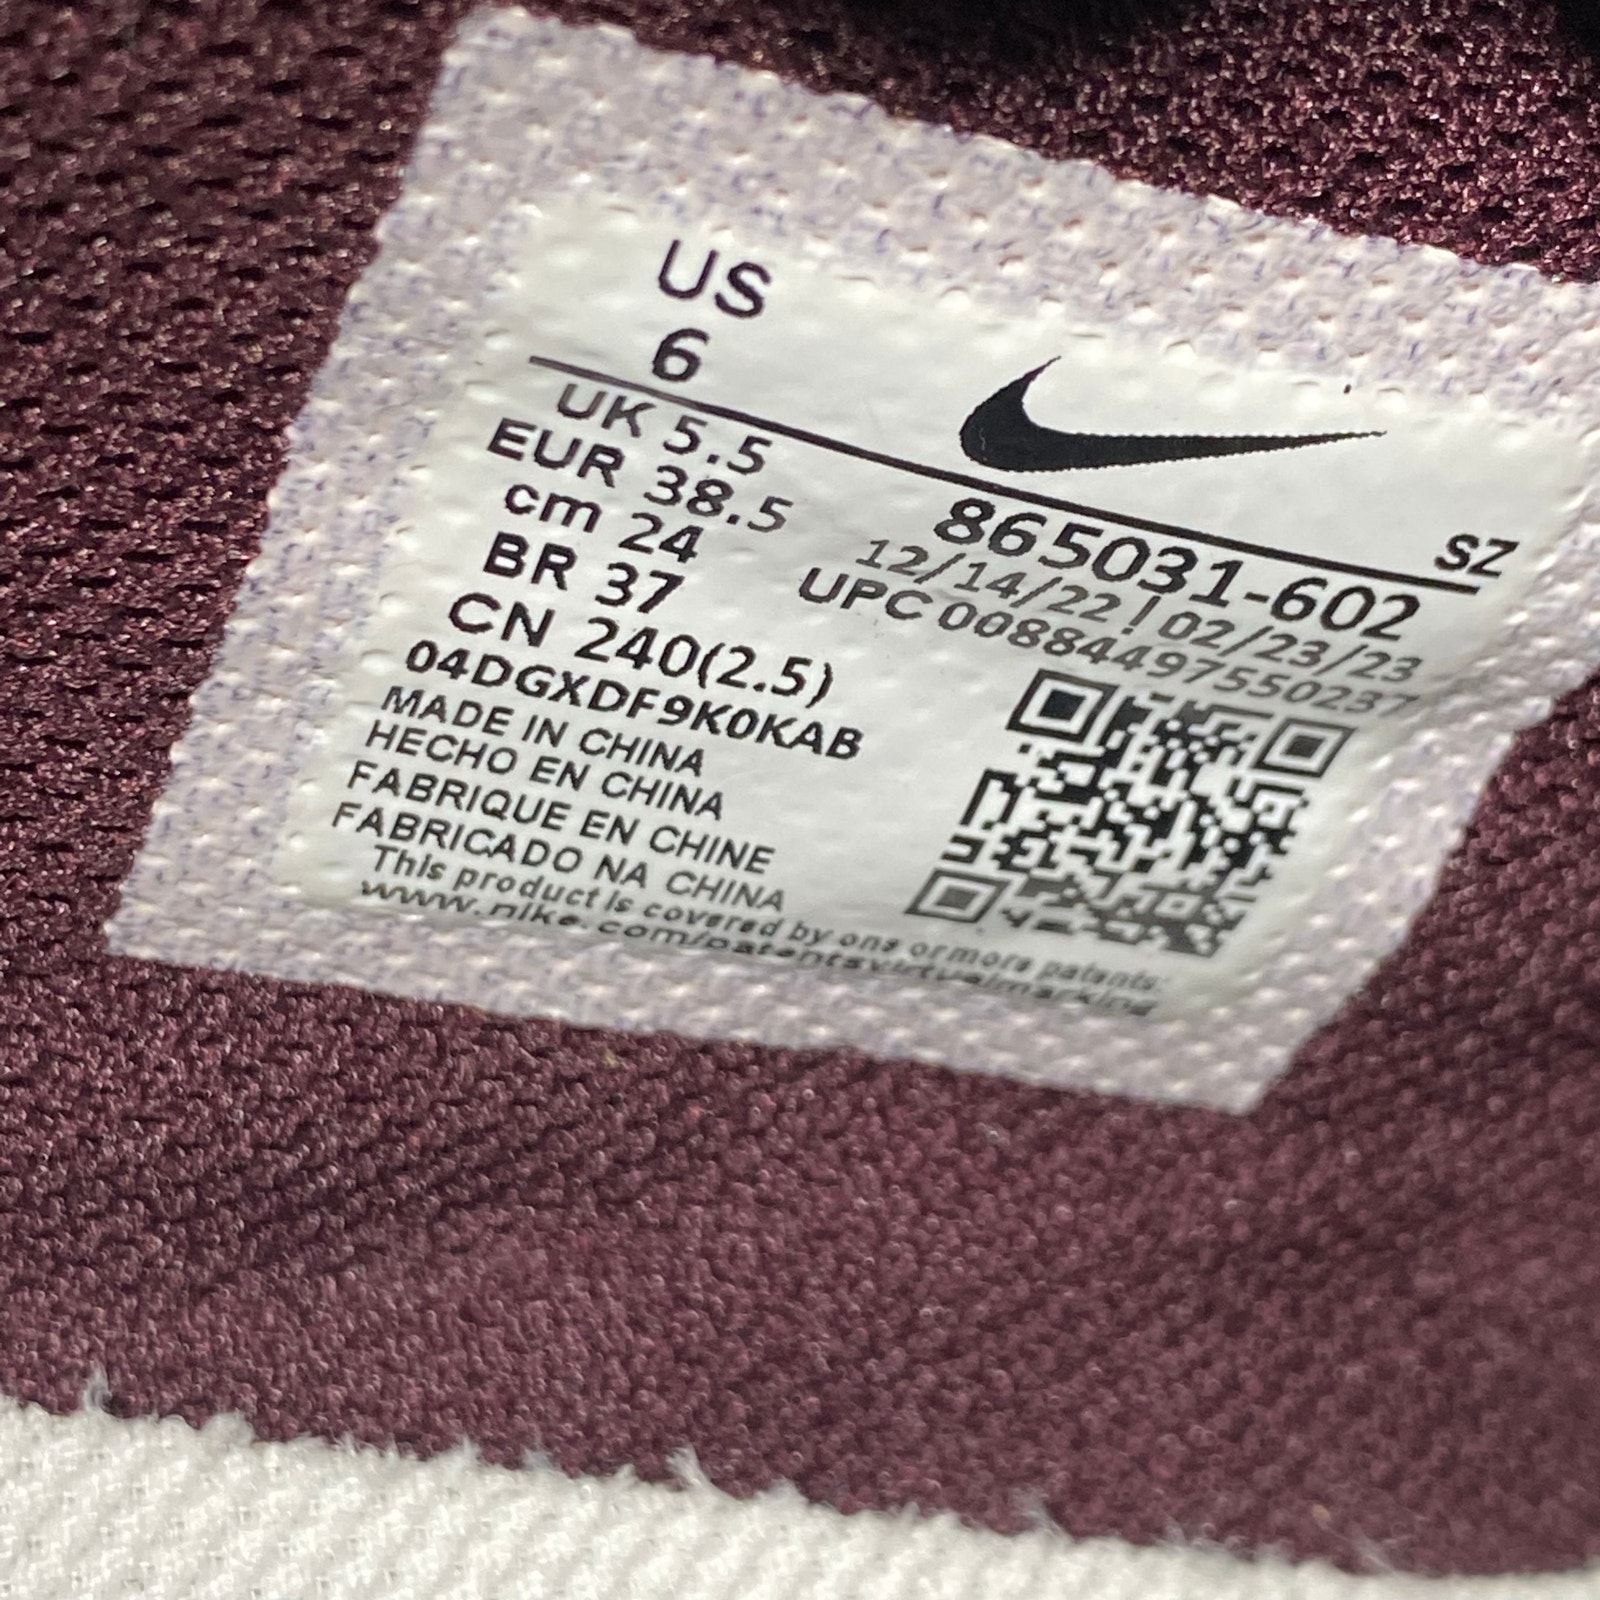 US
6
SZ
UK 5.5
EUR 38.5
cm 24
BR 37
CN 240(2.5)
04DGXDF9K0KAB
MADE IN CHINA
HECHO EN CHINA
FABRIQUE EN CHINE
FABRICADO NA CHINA
This product is covered by one or more patents:
www.nike.com/patentsvirtualmarking
865031-602
12/14/22 ! 02/23/23
UPC 00884497550237